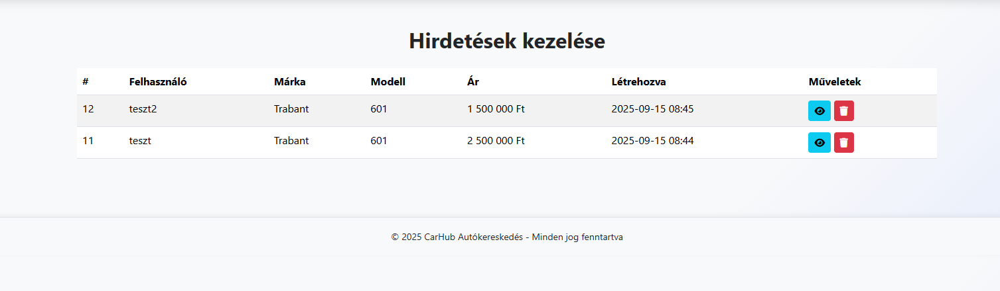 Hirdetések kezelése
# Felhasználó Márka Modell Ár Létrehozva Műveletek
12 teszt2 Trabant 601 1 500 000 Ft 2025-09-15 08:45
11 teszt Trabant 601 2 500 000 Ft 2025-09-15 08:44
© 2025 CarHub Autókereskedés - Minden jog fenntartva